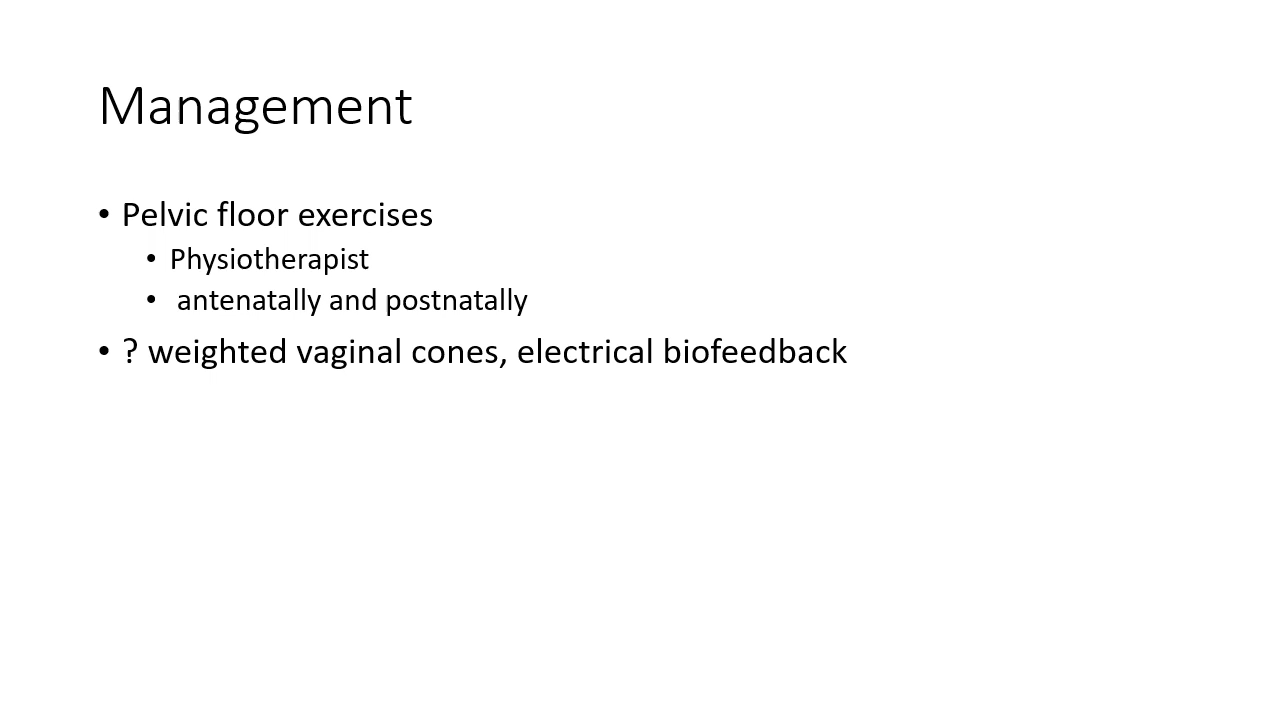 Management
• Pelvic floor exercises
• Physiotherapist
• antenatally and postnatally
• ? weighted vaginal cones, electrical biofeedback